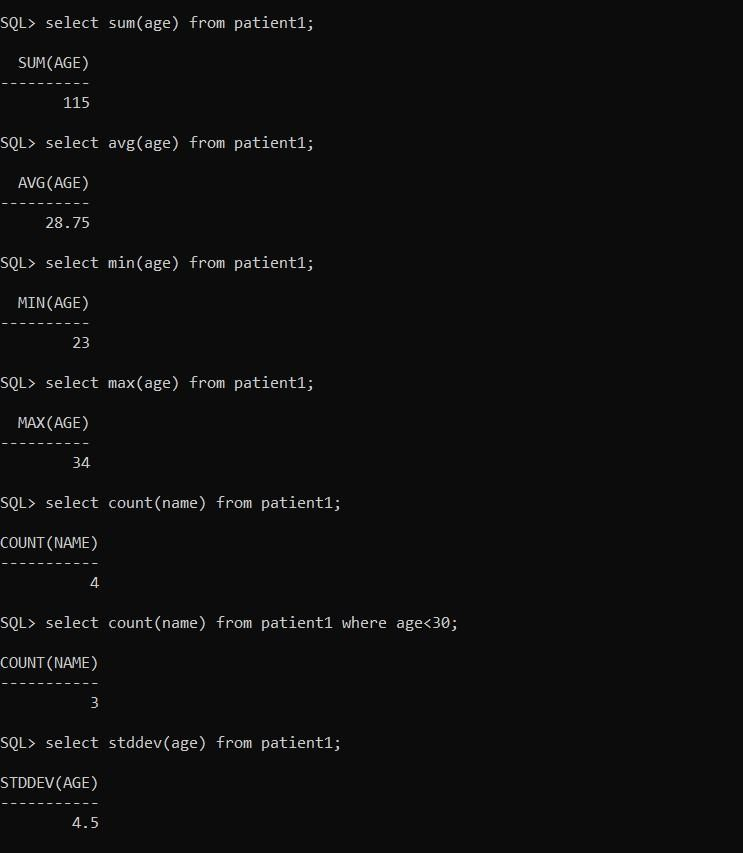 SQL> select sum(age) from patient1;
SUM(AGE)
----------
115
SQL> select avg(age) from patient1;
AVG(AGE)
----------
28.75
SQL> select min(age) from patient1;
MIN(AGE)
----------
23
SQL> select max(age) from patient1;
MAX(AGE)
----------
34
SQL> select count(name) from patient1;
COUNT(NAME)
-----------
4
SQL> select count(name) from patient1 where age<30;
COUNT(NAME)
-----------
3
SQL> select stddev(age) from patient1;
STDDEV(AGE)
-----------
4.5